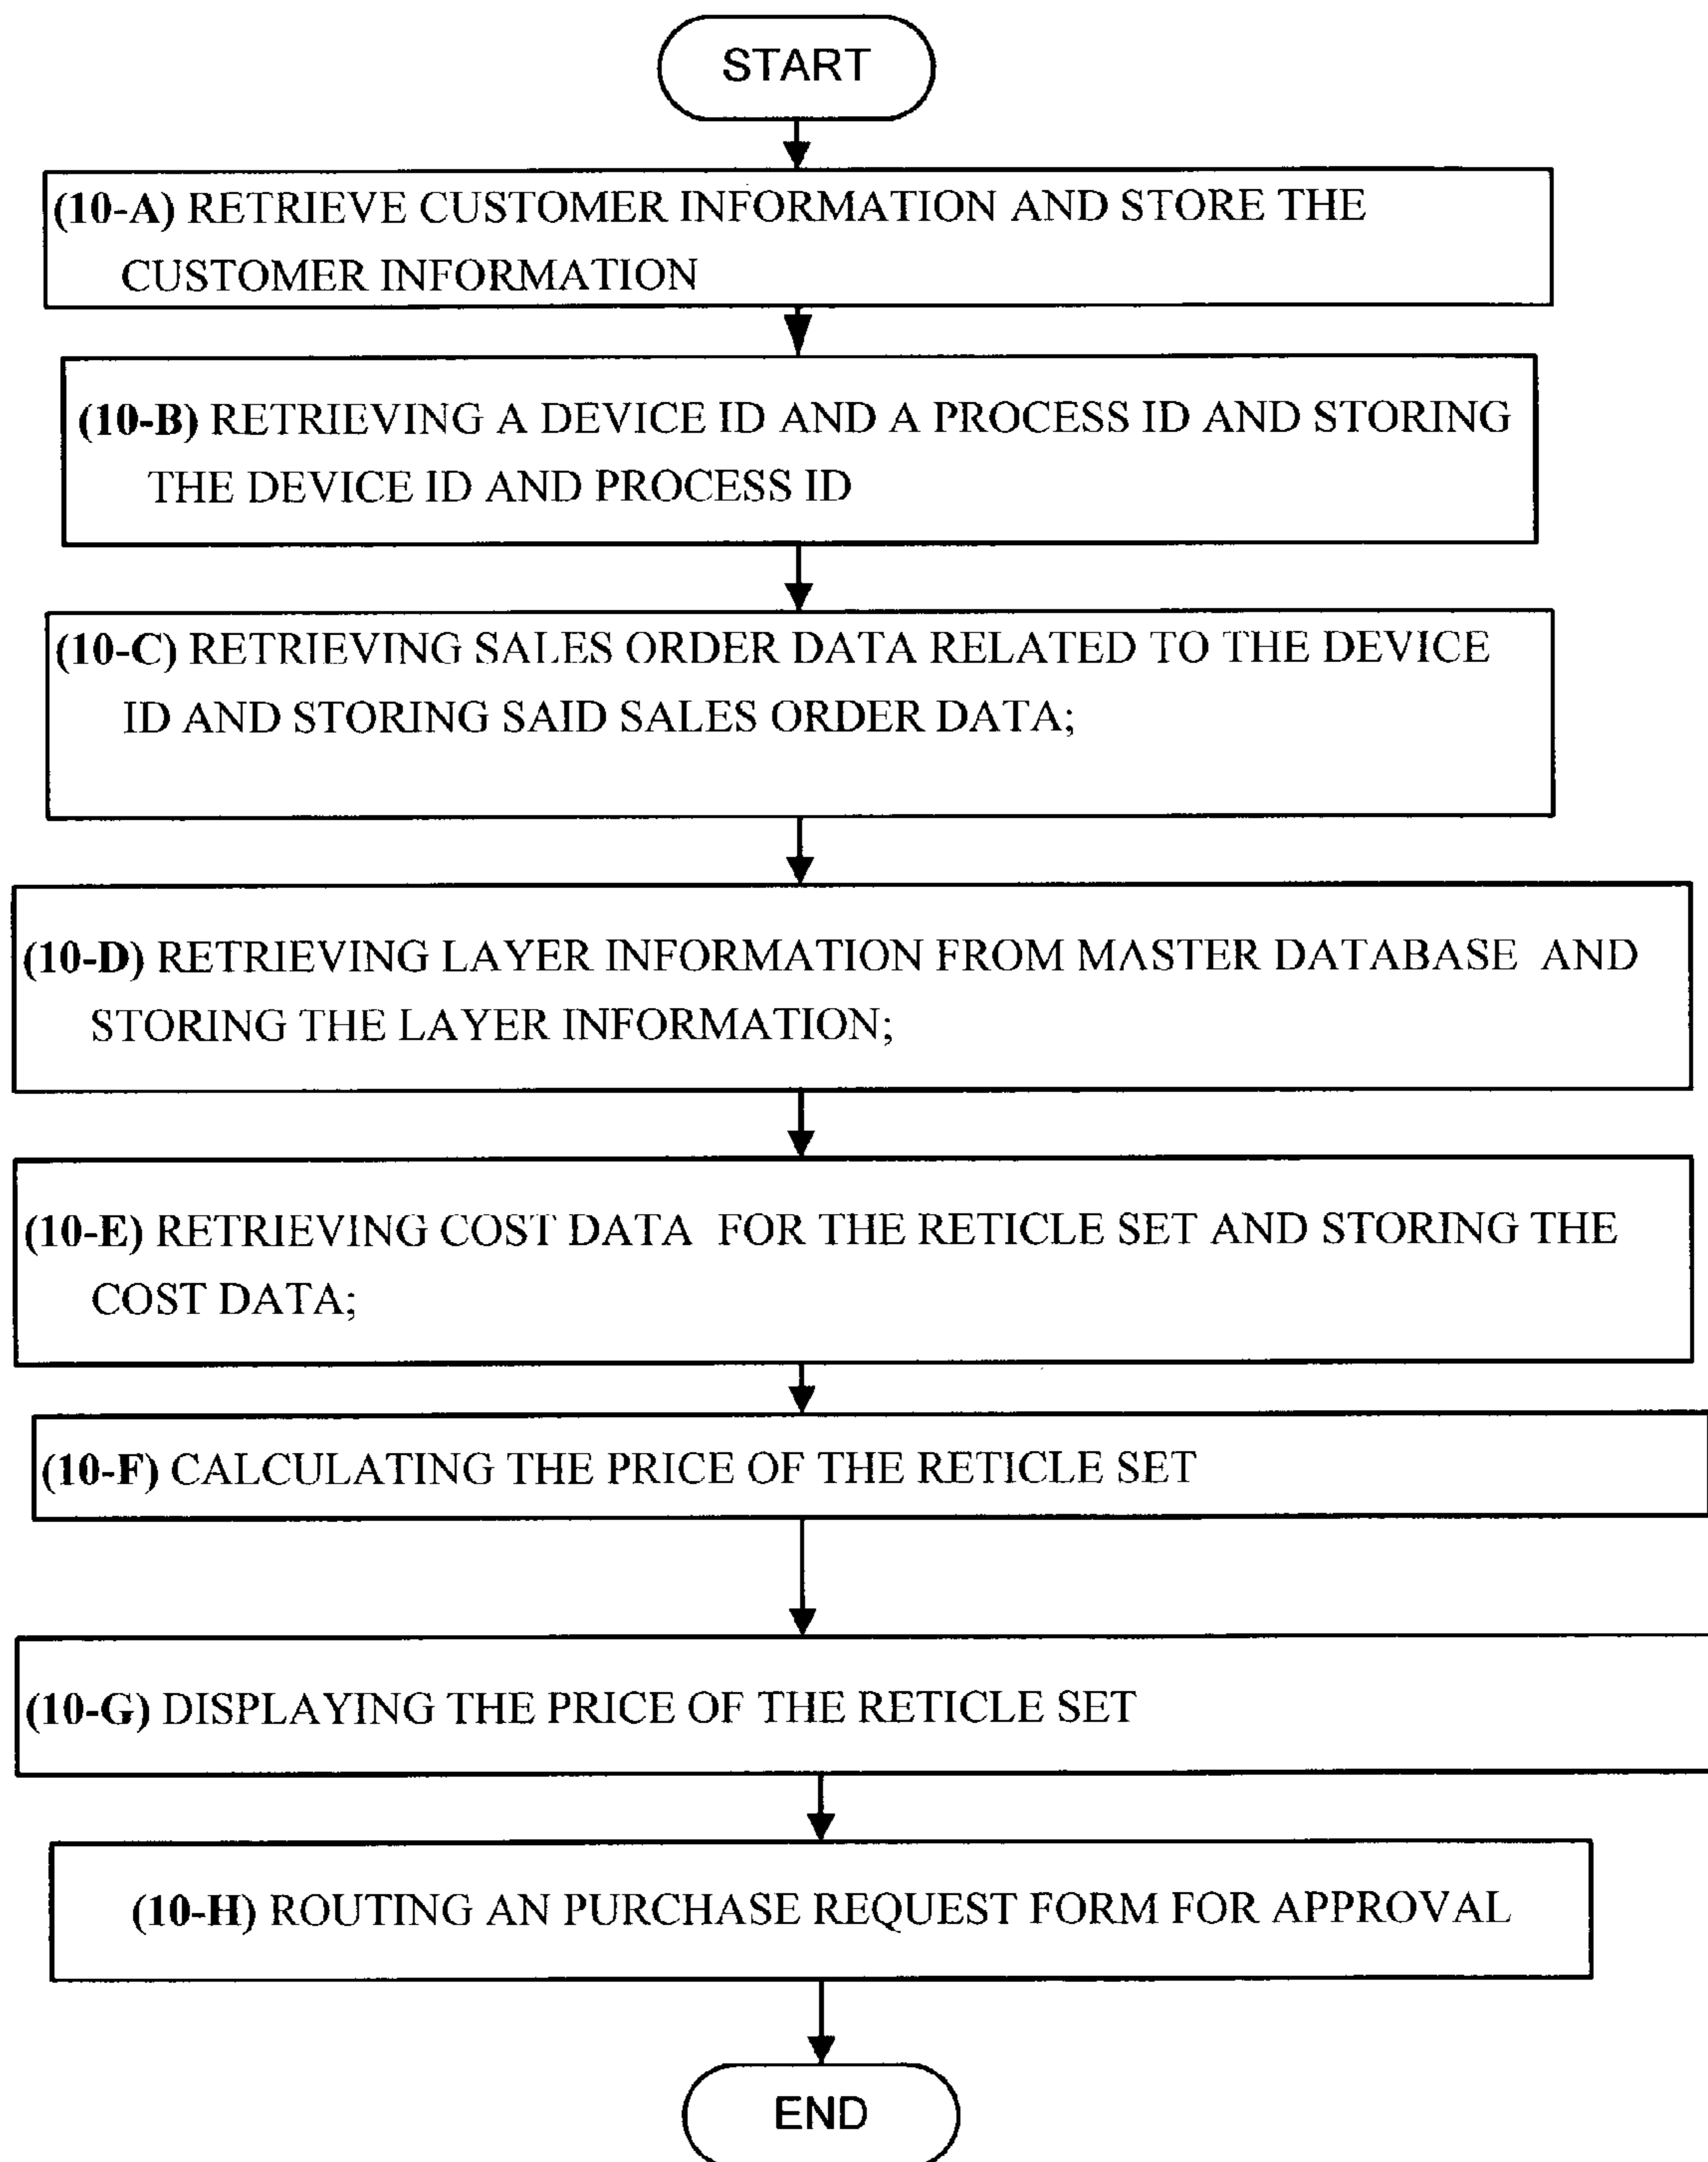 START
(10-A) RETRIEVE CUSTOMER INFORMATION AND STORE THE
CUSTOMER INFORMATION
(10-B) RETRIEVING A DEVICE ID AND A PROCESS ID AND STORING
THE DEVICE ID AND PROCESS ID
(10-C) RETRIEVING SALES ORDER DATA RELATED TO THE DEVICE
ID AND STORING SAID SALES ORDER DATA;
(10-D) RETRIEVING LAYER INFORMATION FROM MASTER DATABASE AND
STORING THE LAYER INFORMATION;
(10-E) RETRIEVING COST DATA FOR THE RETICLE SET AND STORING THE
COST DATA;
(10-F) CALCULATING THE PRICE OF THE RETICLE SET
(10-G) DISPLAYING THE PRICE OF THE RETICLE SET
(10-H) ROUTING AN PURCHASE REQUEST FORM FOR APPROVAL
END